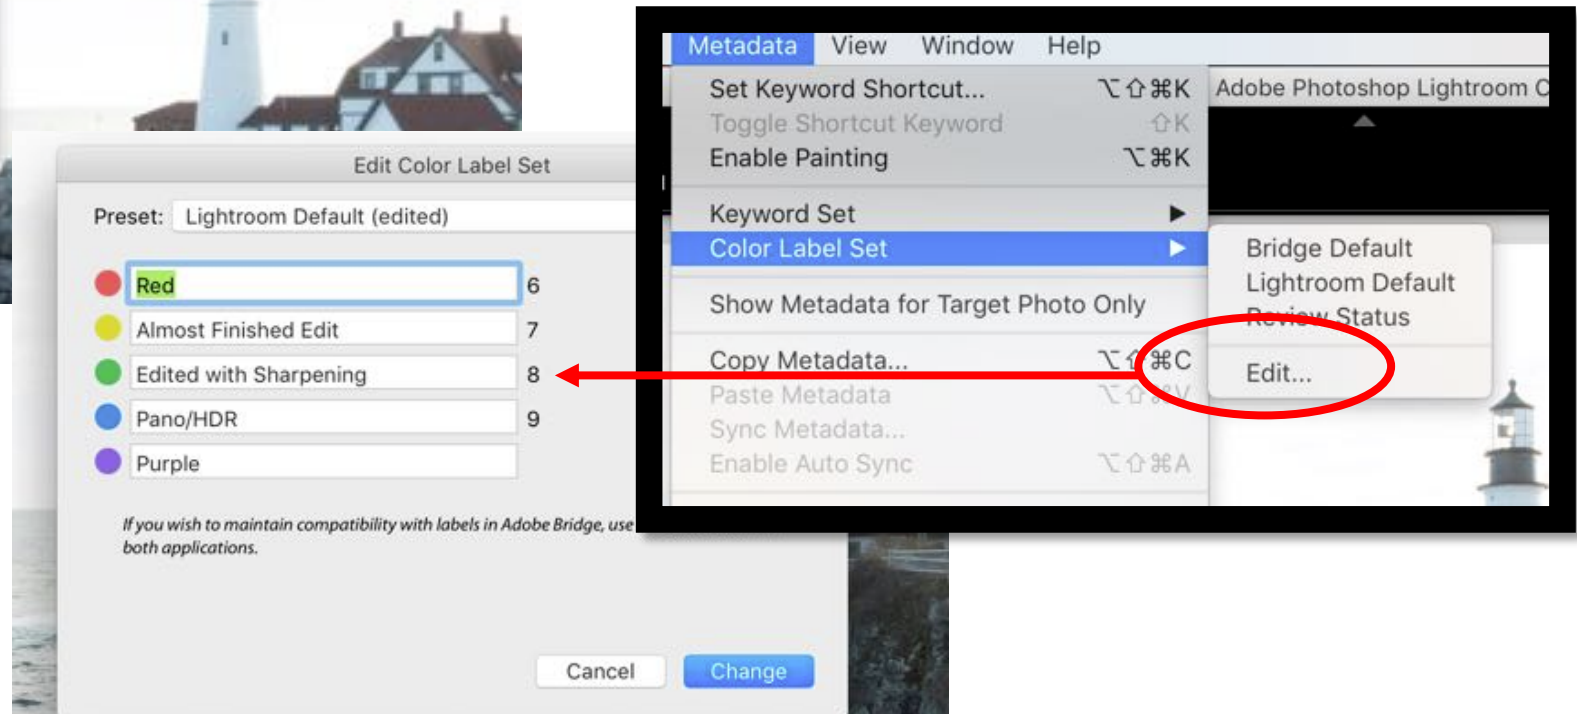 Metadata View Window Help
Set Keyword Shortcut... ⌥⇧⌘K
Adobe Photoshop Lightroom C
Toggle Shortcut Keyword ⇧K
Enable Painting ⌥⌘K
Keyword Set ▶
Color Label Set ▶
Bridge Default
Lightroom Default
Review Status
Edit...
Show Metadata for Target Photo Only
Copy Metadata... ⌥⇧⌘C
Paste Metadata ⌥⇧⌘V
Sync Metadata...
Enable Auto Sync ⌥⇧⌘A
Edit Color Label Set
Preset: Lightroom Default (edited)
Red 6
Almost Finished Edit 7
Edited with Sharpening 8
Pano/HDR 9
Purple
If you wish to maintain compatibility with labels in Adobe Bridge, use
both applications.
Cancel Change